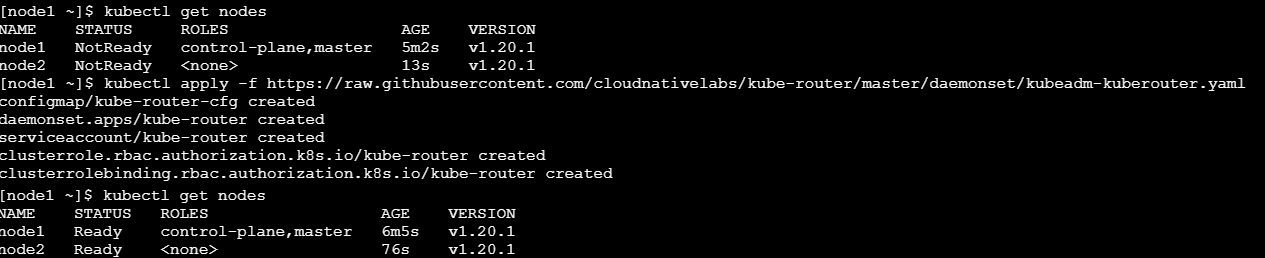 [node1 ~]$ kubectl get nodes
NAME    STATUS     ROLES                  AGE    VERSION
node1   NotReady   control-plane,master   5m2s   v1.20.1
node2   NotReady   <none>                 13s    v1.20.1
[node1 ~]$ kubectl apply -f https://raw.githubusercontent.com/cloudnativelabs/kube-router/master/daemonset/kubeadm-kuberouter.yaml
configmap/kube-router-cfg created
daemonset.apps/kube-router created
serviceaccount/kube-router created
clusterrole.rbac.authorization.k8s.io/kube-router created
clusterrolebinding.rbac.authorization.k8s.io/kube-router created
[node1 ~]$ kubectl get nodes
NAME    STATUS   ROLES                  AGE    VERSION
node1   Ready    control-plane,master   6m5s   v1.20.1
node2   Ready    <none>                 76s    v1.20.1